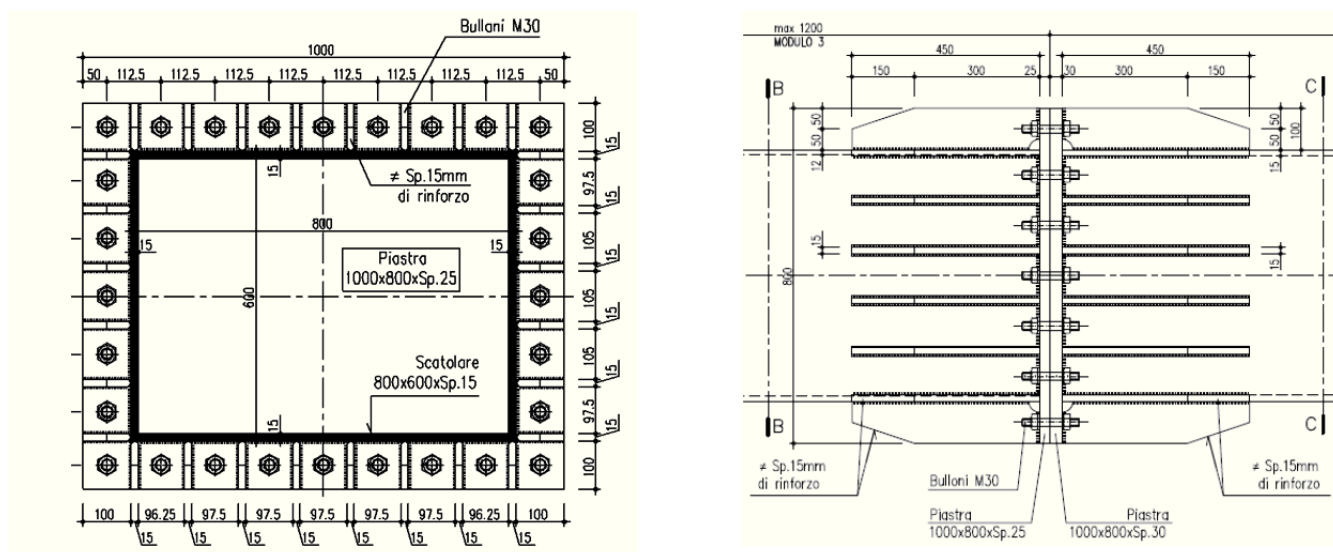 Bulloni M30
1000
50 112.5 112.5 112.5 112.5 112.5 112.5 112.5 112.5 50
100
15
97.5
15
105
15
105
15
105
15
97.5
15
100
15
≠ Sp.15mm
di rinforzo
800
15 15
Piastra
1000x800xSp.25
600
Scatolare
800x600xSp.15
15
100 96.25 97.5 97.5 97.5 97.5 96.25 100
15 15 15 15 15 15 15 15
max 1200
MODULO 3
450 450
150 300 25 30 300 150
B C
50
50
12
50
50
15
100
800
15
15
B C
≠ Sp.15mm
di rinforzo
Bulloni M30
≠ Sp.15mm
di rinforzo
Piastra
1000x800xSp.25
Piastra
1000x800xSp.30